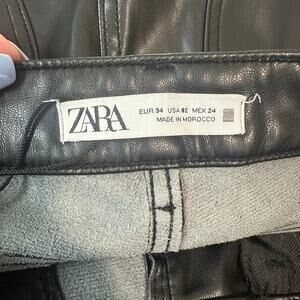 ZARA
EUR 34 USA 02 MEX 24
MADE IN MOROCCO